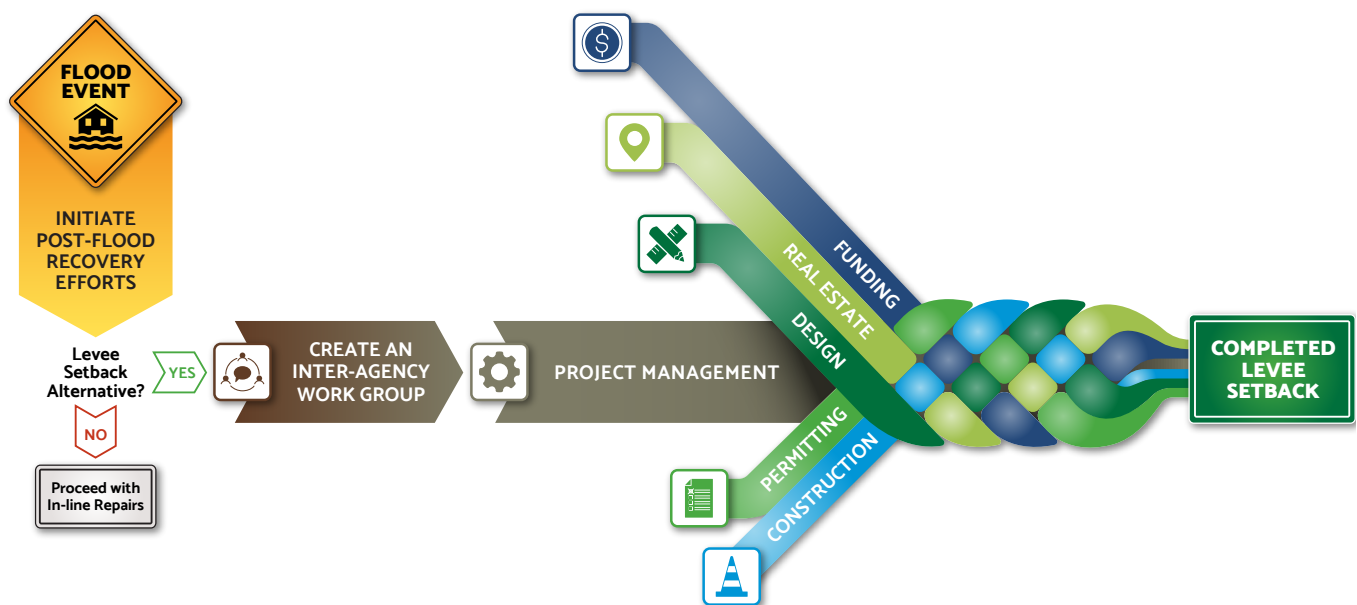 FLOOD
EVENT
INITIATE
POST-FLOOD
RECOVERY
EFFORTS
Levee
Setback
Alternative?
YES
NO
Proceed with
In-line Repairs
CREATE AN
INTER-AGENCY
WORK GROUP
PROJECT MANAGEMENT
$
FUNDING
REAL ESTATE
DESIGN
PERMITTING
CONSTRUCTION
COMPLETED
LEVEE
SETBACK